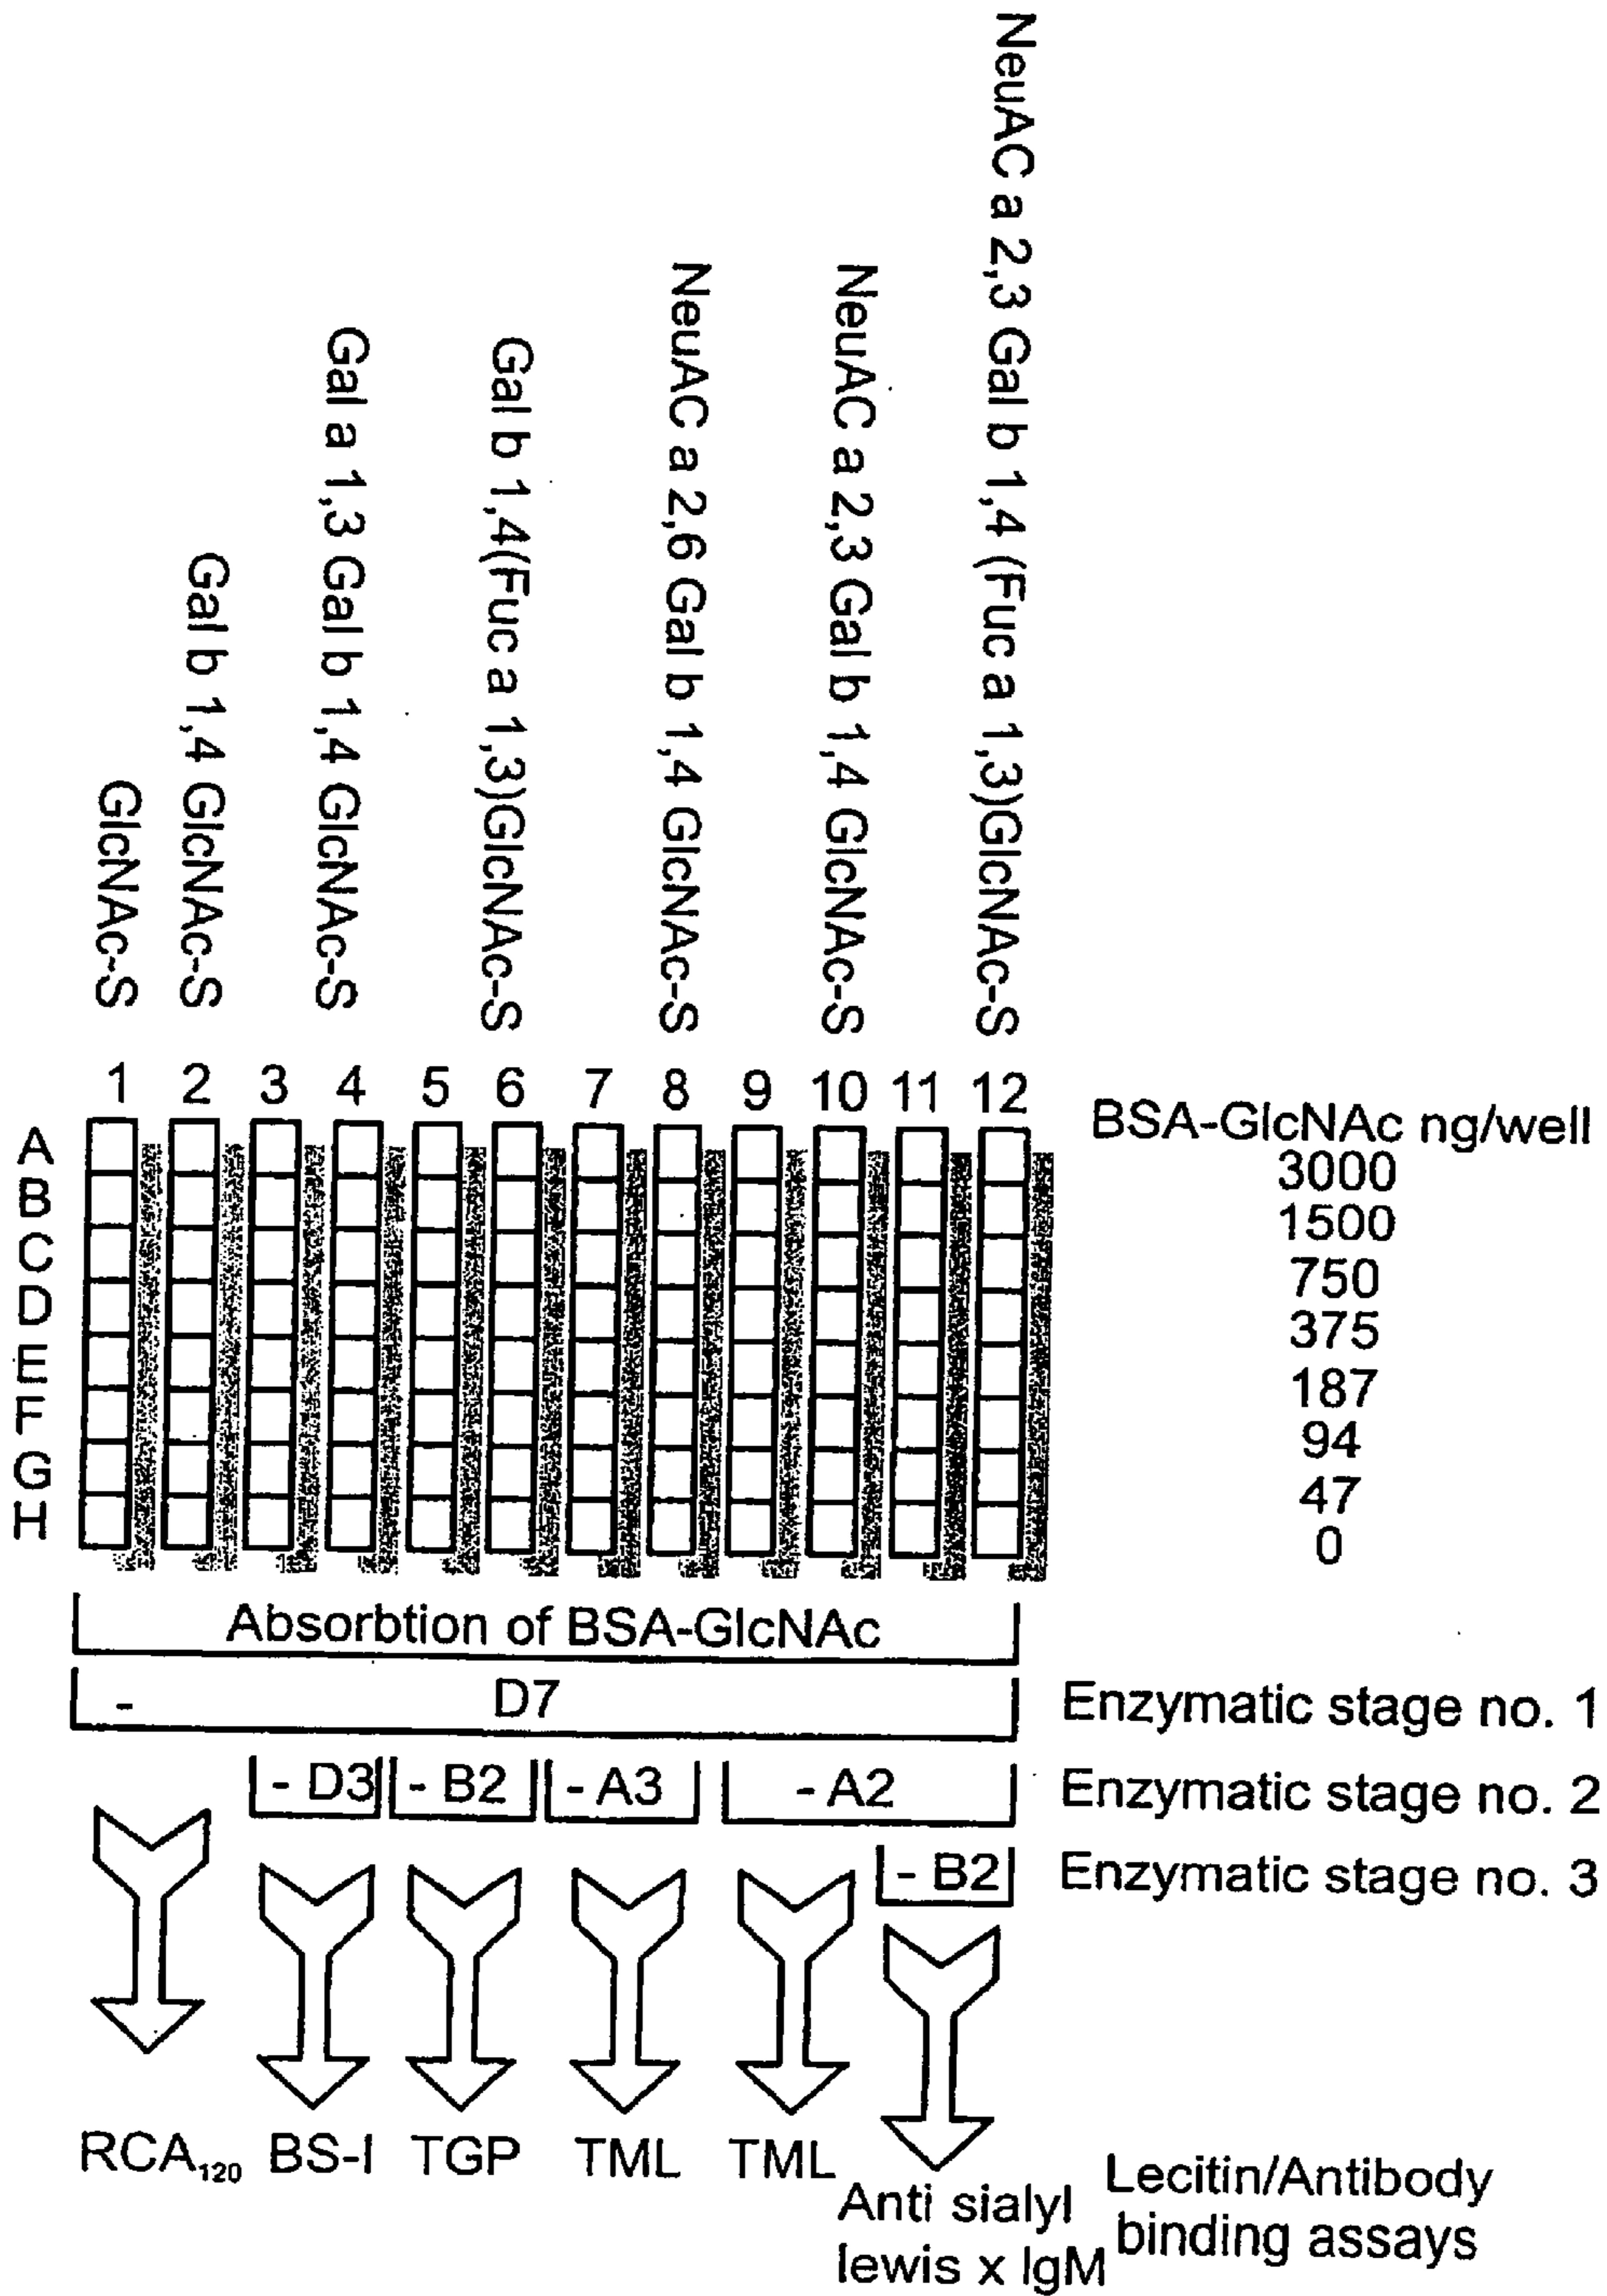 GlcNAc-S
Gal b 1,4 GlcNAc-S
Gal a 1,3 Gal b 1,4 GlcNAc-S
Gal b 1,4(Fuc a 1,3)GlcNAc-S
NeuAC a 2,6 Gal b 1,4 GlcNAc-S
NeuAC a 2,3 Gal b 1,4 GlcNAc-S
NeuAC a 2,3 Gal b 1,4 (Fuc a 1,3)GlcNAc-S
1 2 3 4 5 6 7 8 9 10 11 12
BSA-GlcNAc ng/well
A 3000
B 1500
C 750
D 375
E 187
F 94
G 47
H 0
Absorbtion of BSA-GlcNAc
- D7 Enzymatic stage no. 1
- D3 - B2 - A3 - A2 Enzymatic stage no. 2
- B2 Enzymatic stage no. 3
RCA120 BS-I TGP TML TML
Anti sialyl
lewis x IgM
Lecitin/Antibody
binding assays